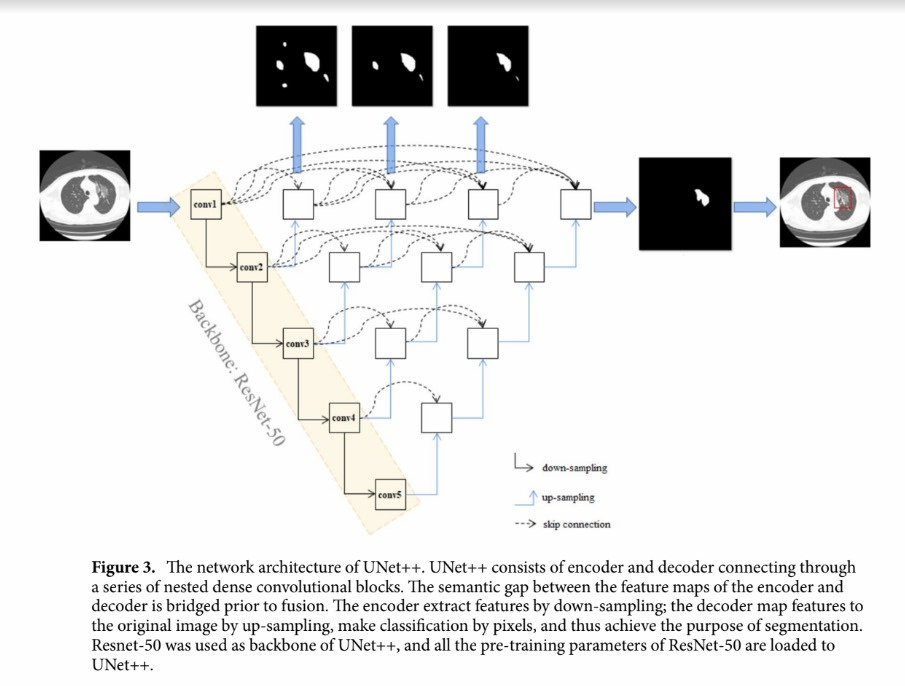 conv1
conv2
conv3
conv4
conv5
Backbone: ResNet-50
down-sampling
up-sampling
skip connection
Figure 3. The network architecture of UNet++. UNet++ consists of encoder and decoder connecting through
a series of nested dense convolutional blocks. The semantic gap between the feature maps of the encoder and
decoder is bridged prior to fusion. The encoder extract features by down-sampling; the decoder map features to
the original image by up-sampling, make classification by pixels, and thus achieve the purpose of segmentation.
Resnet-50 was used as backbone of UNet++, and all the pre-training parameters of ResNet-50 are loaded to
UNet++.